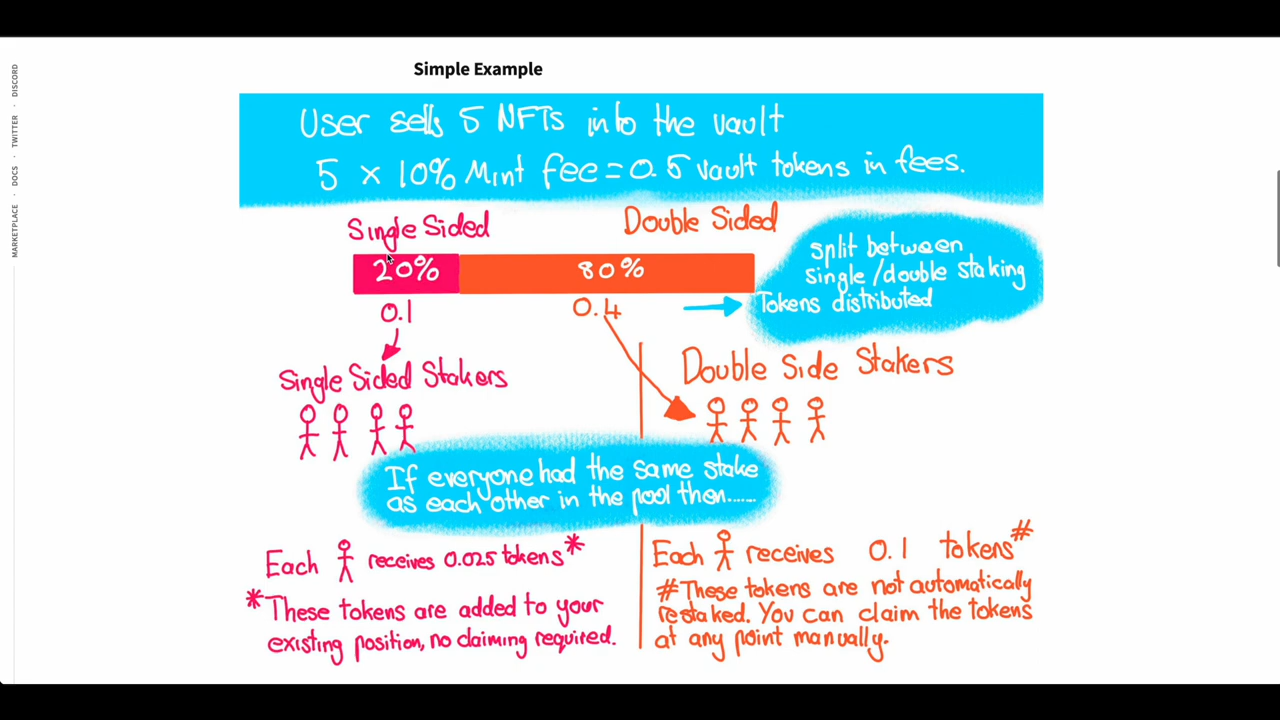 Simple Example
User sells 5 NFTs into the vault
5 x 10% Mint fee = 0.5 vault tokens in fees.
Single Sided
Double Sided
20%
80%
0.1
0.4
split between
single/double staking
Tokens distributed
Single Sided Stakers
Double Side Stakers
If everyone had the same stake
as each other in the pool then......
Each receives 0.025 tokens*
*These tokens are added to your
existing position, no claiming required.
Each receives 0.1 tokens#
#These tokens are not automatically
restaked. You can claim the tokens
at any point manually.
MARKETPLACE · DOCS · TWITTER · DISCORD